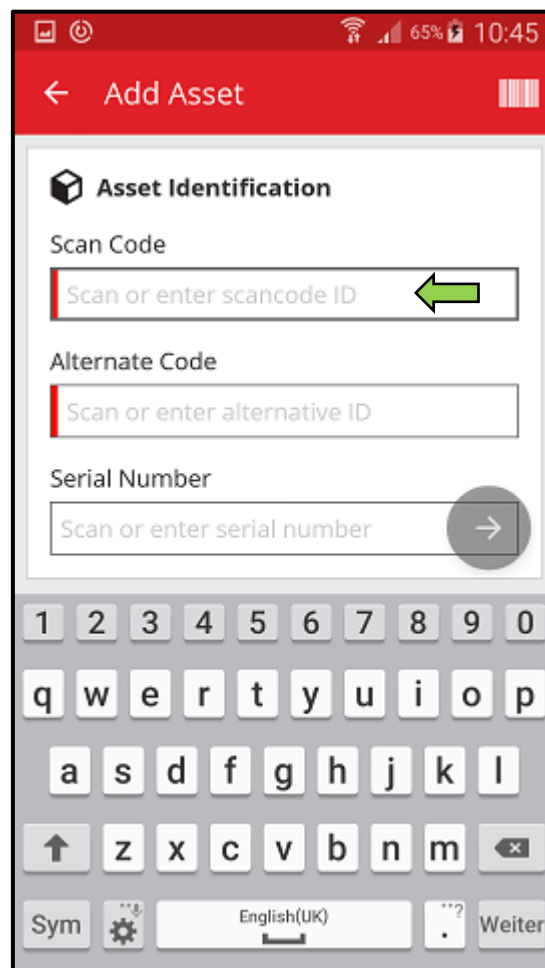 65% 10:45
Add Asset
Asset Identification
Scan Code
Scan or enter scancode ID
Alternate Code
Scan or enter alternative ID
Serial Number
Scan or enter serial number
1 2 3 4 5 6 7 8 9 0
q w e r t y u i o p
a s d f g h j k l
z x c v b n m
Sym English(UK) . ,,? Weiter